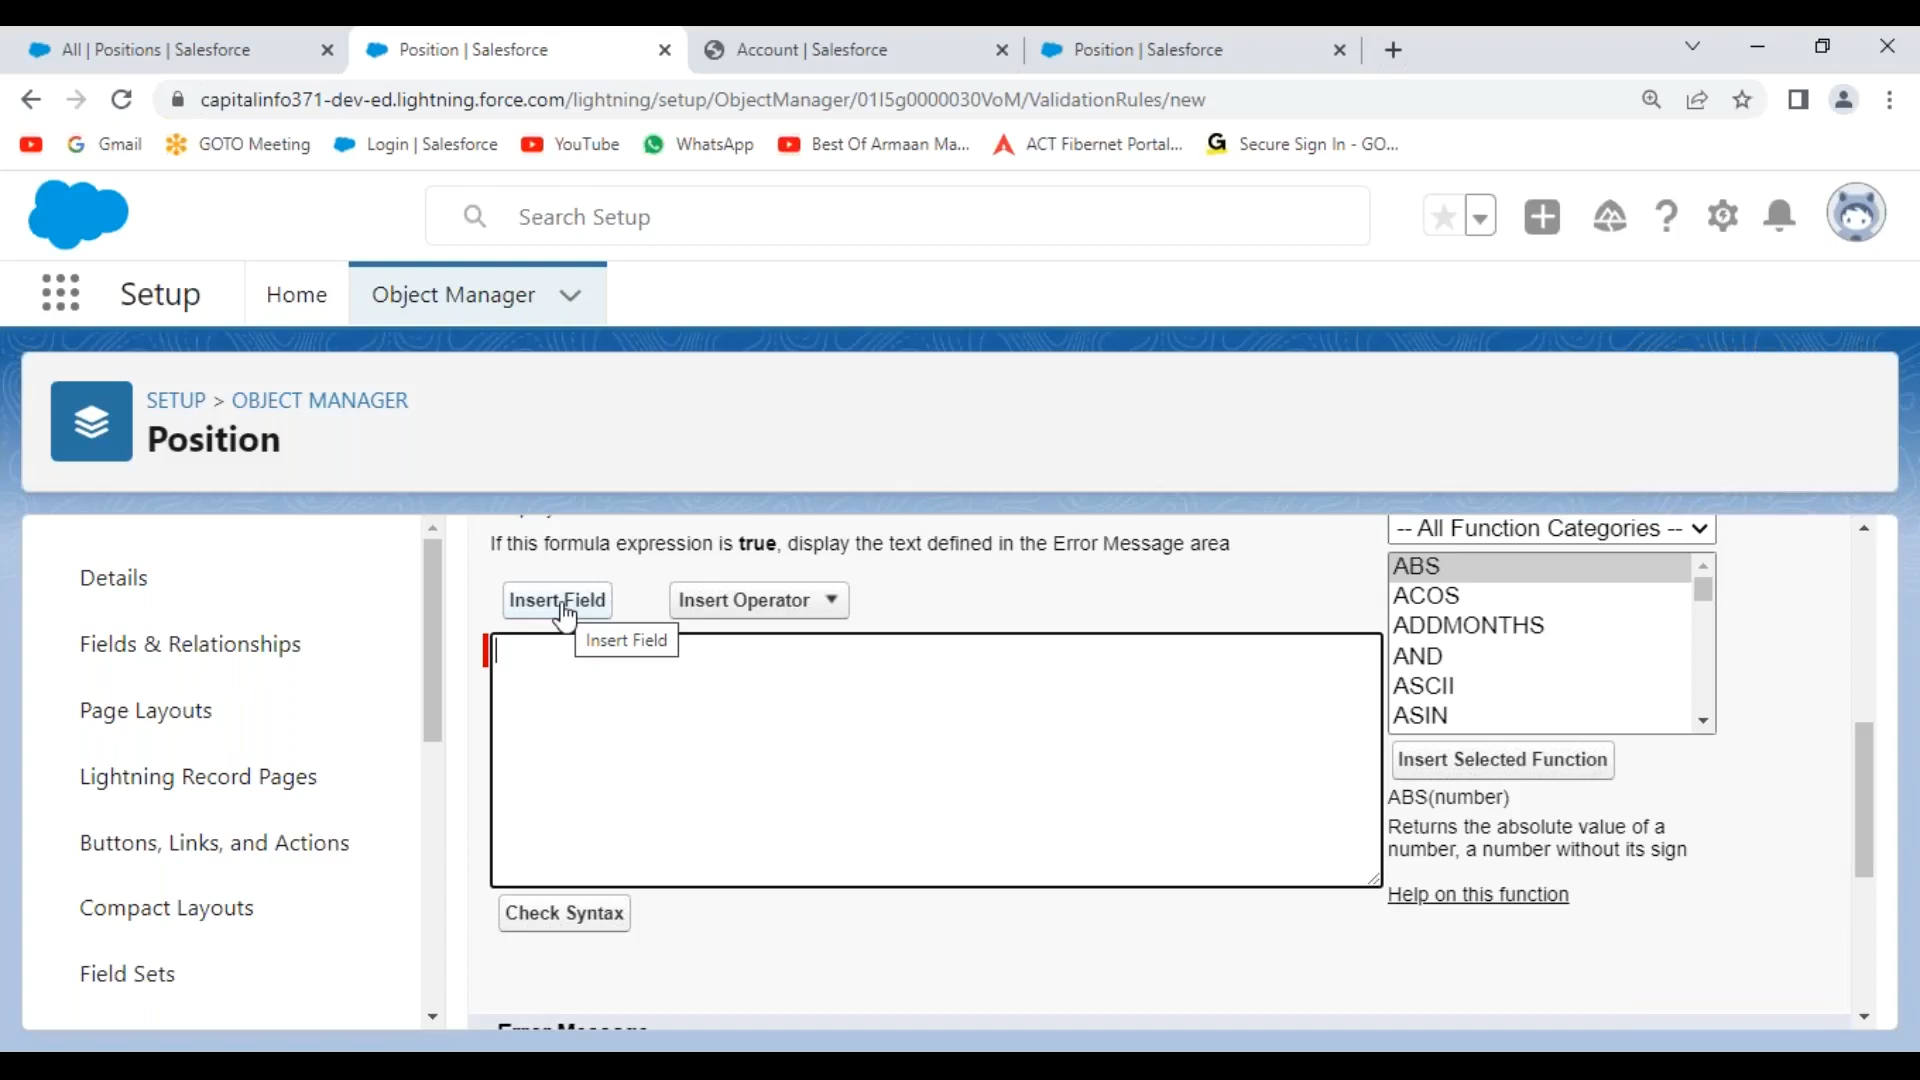 All | Positions | Salesforce
Position | Salesforce
Account | Salesforce
Position | Salesforce
capitalinfo371-dev-ed.lightning.force.com/lightning/setup/ObjectManager/01I5g0000030VoM/ValidationRules/new
Gmail
GOTO Meeting
Login | Salesforce
YouTube
WhatsApp
Best Of Armaan Ma...
ACT Fibernet Portal...
Secure Sign In - GO...
Search Setup
Setup
Home
Object Manager
SETUP > OBJECT MANAGER
Position
Details
Fields & Relationships
Page Layouts
Lightning Record Pages
Buttons, Links, and Actions
Compact Layouts
Field Sets
If this formula expression is true, display the text defined in the Error Message area
Insert Field
Insert Operator
Insert Field
Check Syntax
-- All Function Categories --
ABS
ACOS
ADDMONTHS
AND
ASCII
ASIN
Insert Selected Function
ABS(number)
Returns the absolute value of a
number, a number without its sign
Help on this function
Error Message